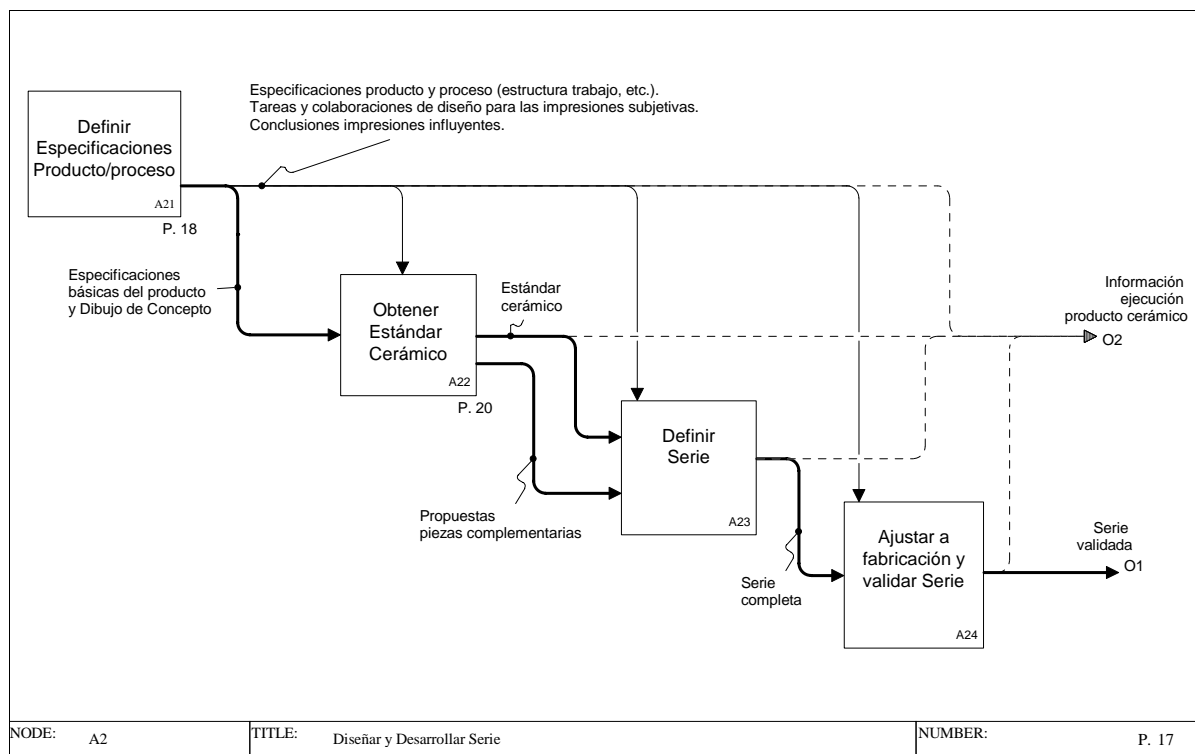 Especificaciones producto y proceso (estructura trabajo, etc.).
Tareas y colaboraciones de diseño para las impresiones subjetivas.
Conclusiones impresiones influyentes.
Definir
Especificaciones
Producto/proceso
A21
P. 18
Especificaciones
básicas del producto
y Dibujo de Concepto
Obtener
Estándar
Cerámico
A22
P. 20
Estándar
cerámico
Información
ejecución
producto cerámico
O2
Propuestas
piezas complementarias
Definir
Serie
A23
Serie
completa
Ajustar a
fabricación y
validar Serie
A24
Serie
validada
O1
NODE: A2
TITLE: Diseñar y Desarrollar Serie
NUMBER: P. 17